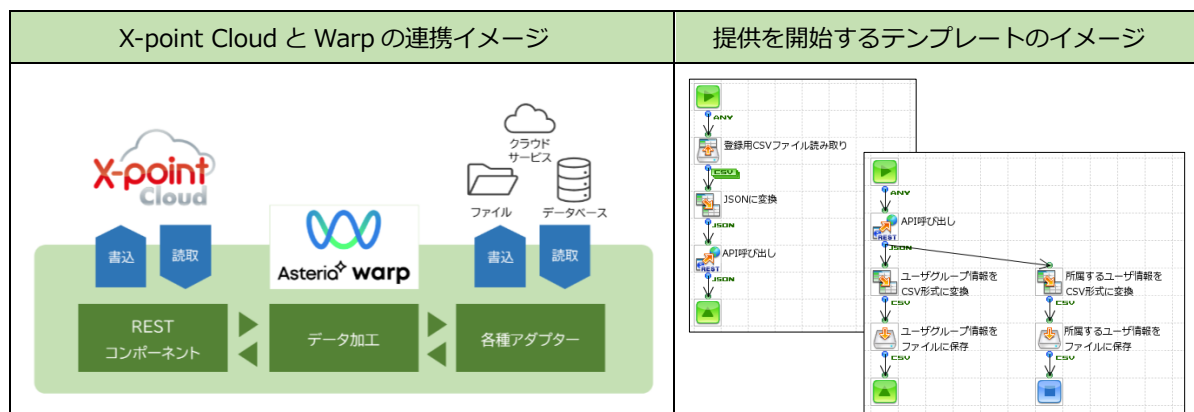 X-point Cloud と Warp の連携イメージ
提供を開始するテンプレートのイメージ
X-point
Cloud
クラウド
サービス
ファイル
データベース
Asteria warp
書込
読取
書込
読取
REST
コンポーネント
データ加工
各種アダプター
ANY
登録用CSVファイル読み取り
CSV
JSONに変換
JSON
API呼び出し
REST
JSON
ANY
API呼び出し
REST
JSON
ユーザグループ情報を
CSV形式に変換
所属するユーザ情報を
CSV形式に変換
CSV
CSV
ユーザグループ情報を
ファイルに保存
所属するユーザ情報を
ファイルに保存
CSV
CSV